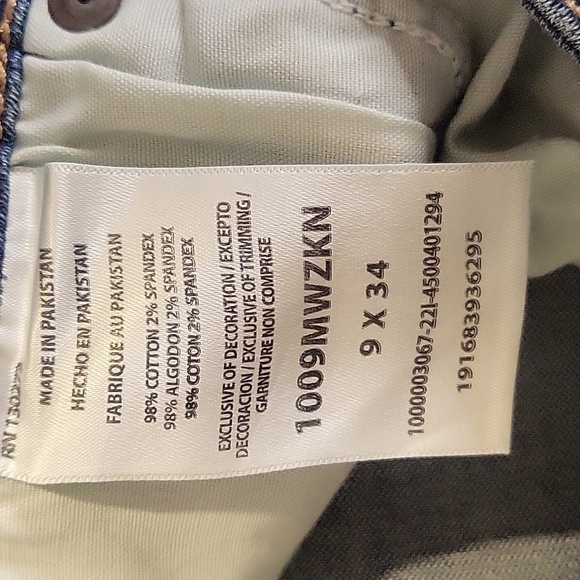 MADE IN PAKISTAN
HECHO EN PAKISTAN
FABRIQUE AU PAKISTAN
98% COTTON 2% SPANDEX
98% ALGODON 2% SPANDEX
98% COTON 2% SPANDEX
EXCLUSIVE OF DECORATION / EXCEPTO
DECORACION / EXCLUSIVE OF TRIMMING /
GARNITURE NON COMPRISE
1009MWZKN
9 X 34
1000003067-22I-4500401294
191683936295